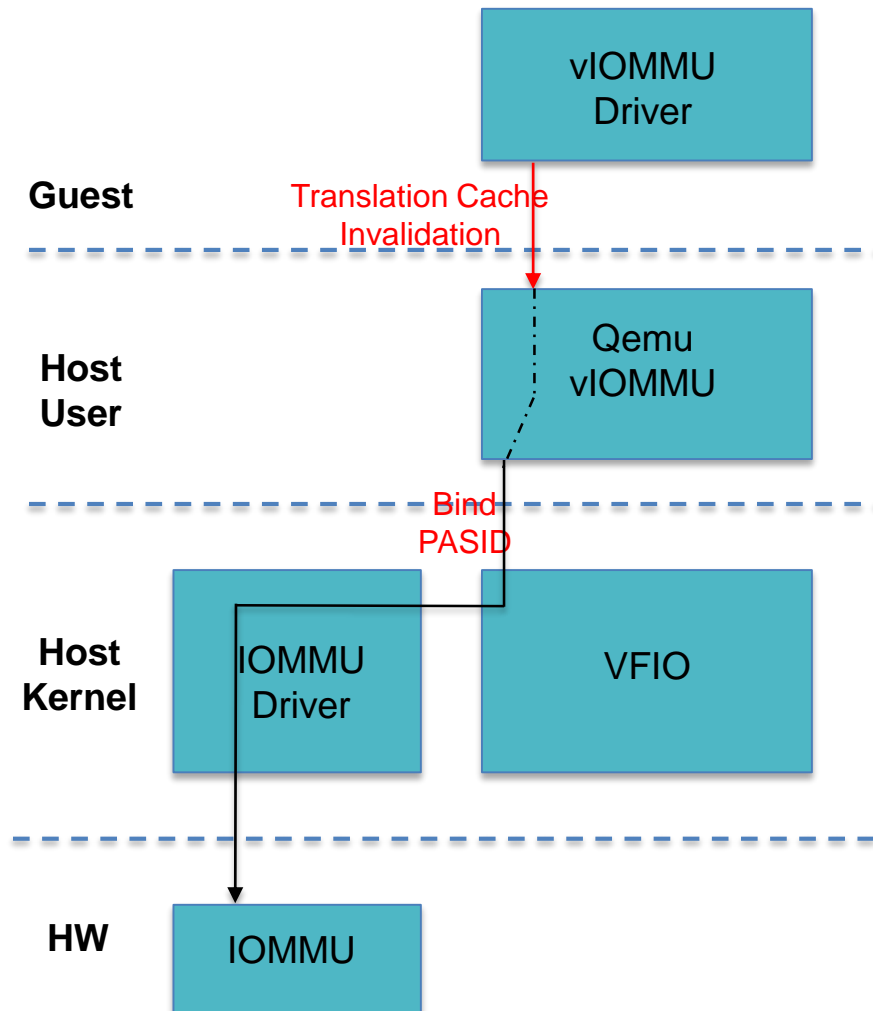 vIOMMU
Driver
Guest
Translation Cache
Invalidation
Host
User
Qemu
vIOMMU
Bind
PASID
Host
Kernel
IOMMU
Driver
VFIO
HW
IOMMU